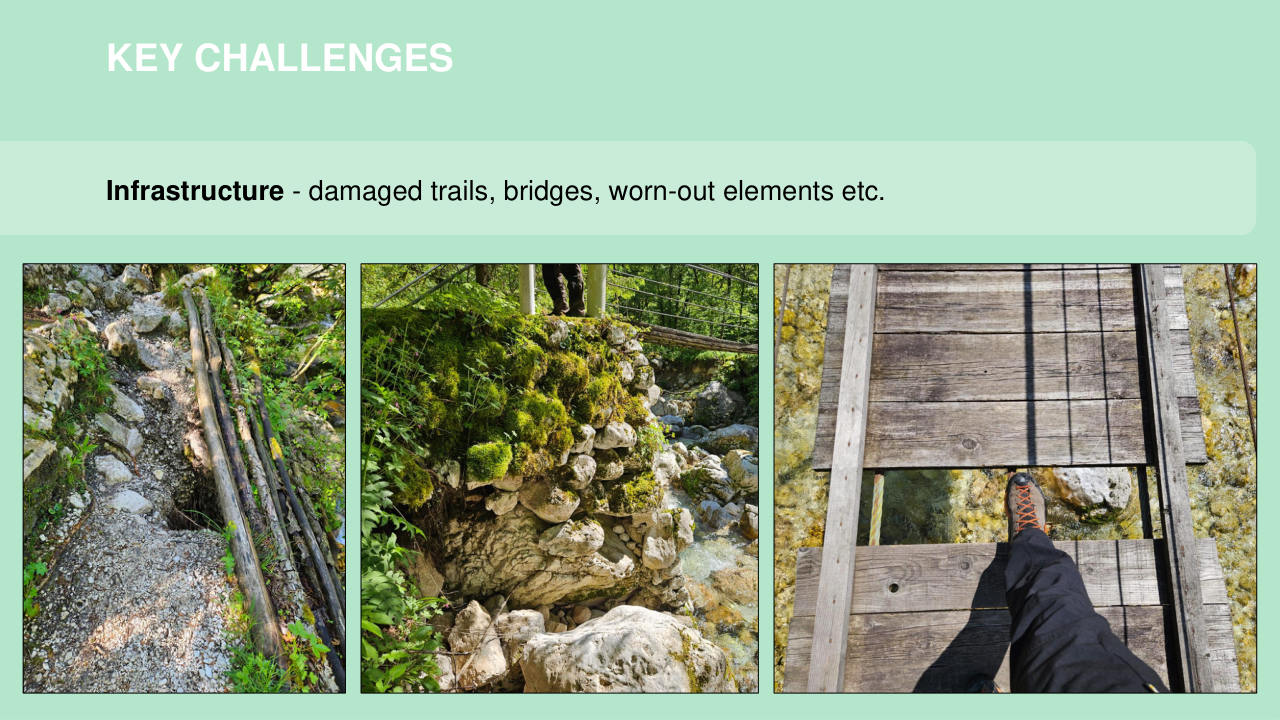 KEY CHALLENGES
Infrastructure - damaged trails, bridges, worn-out elements etc.